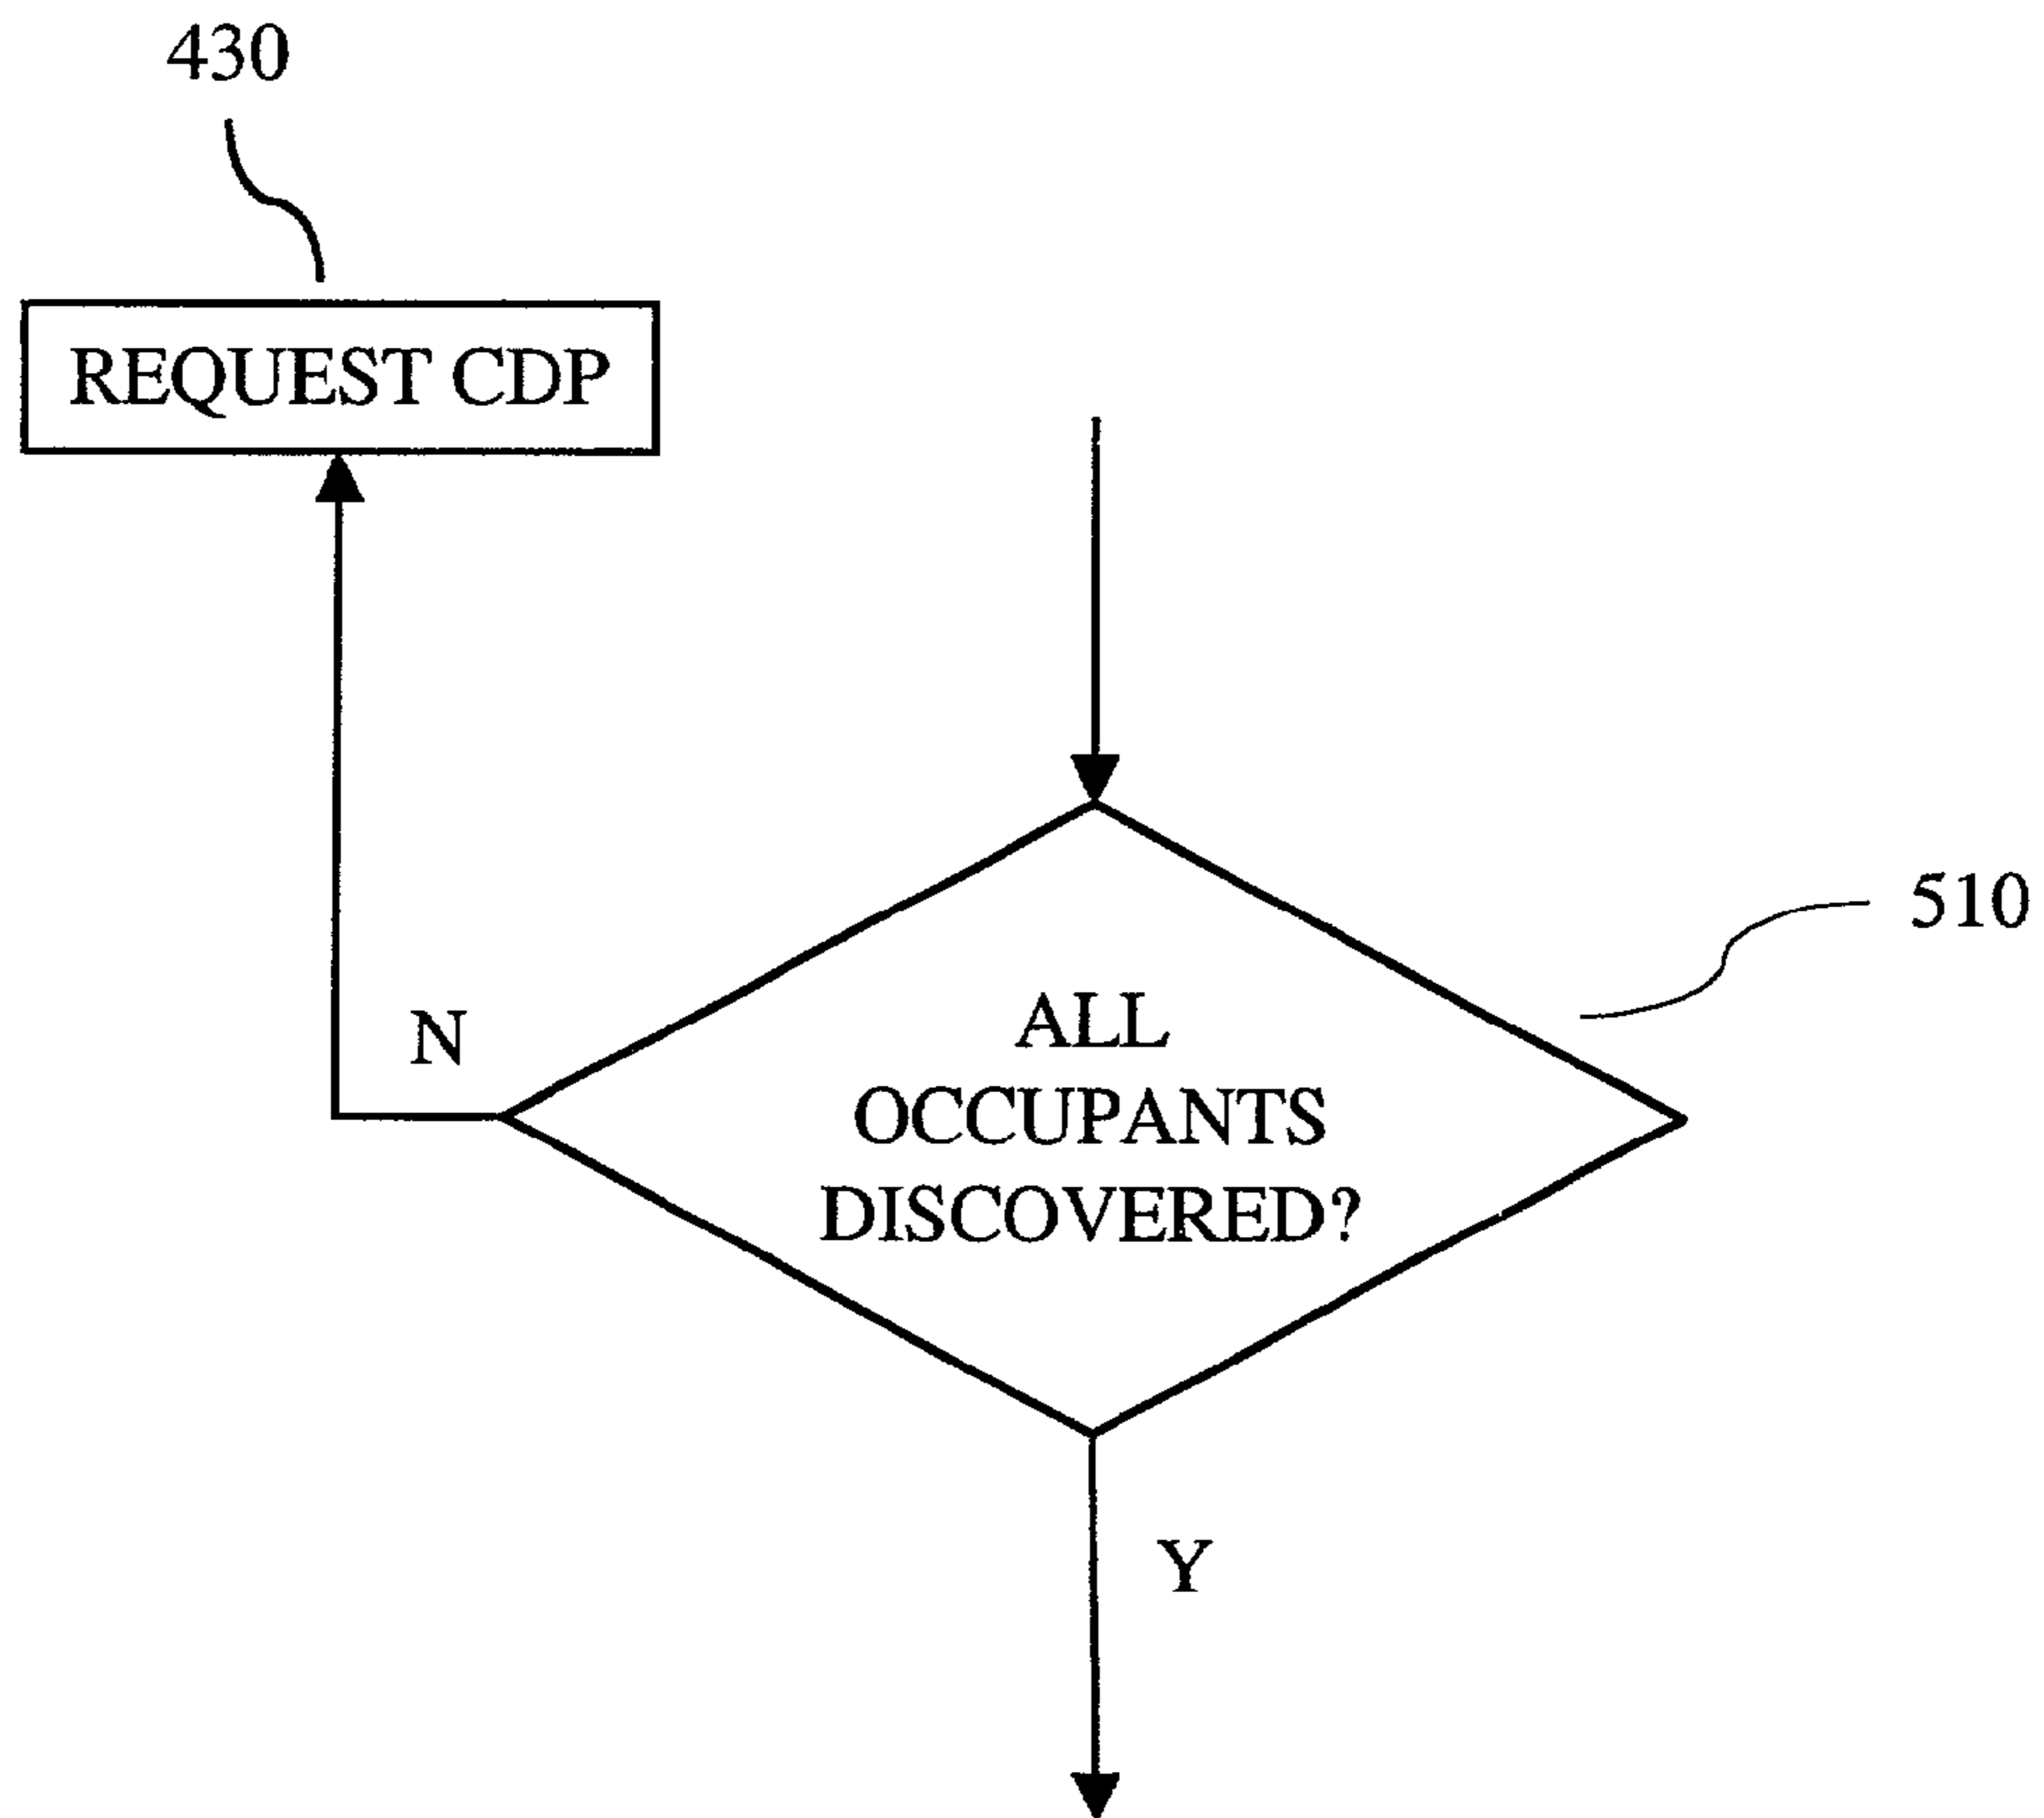 430
REQUEST CDP
510
N
ALL
OCCUPANTS
DISCOVERED?
Y